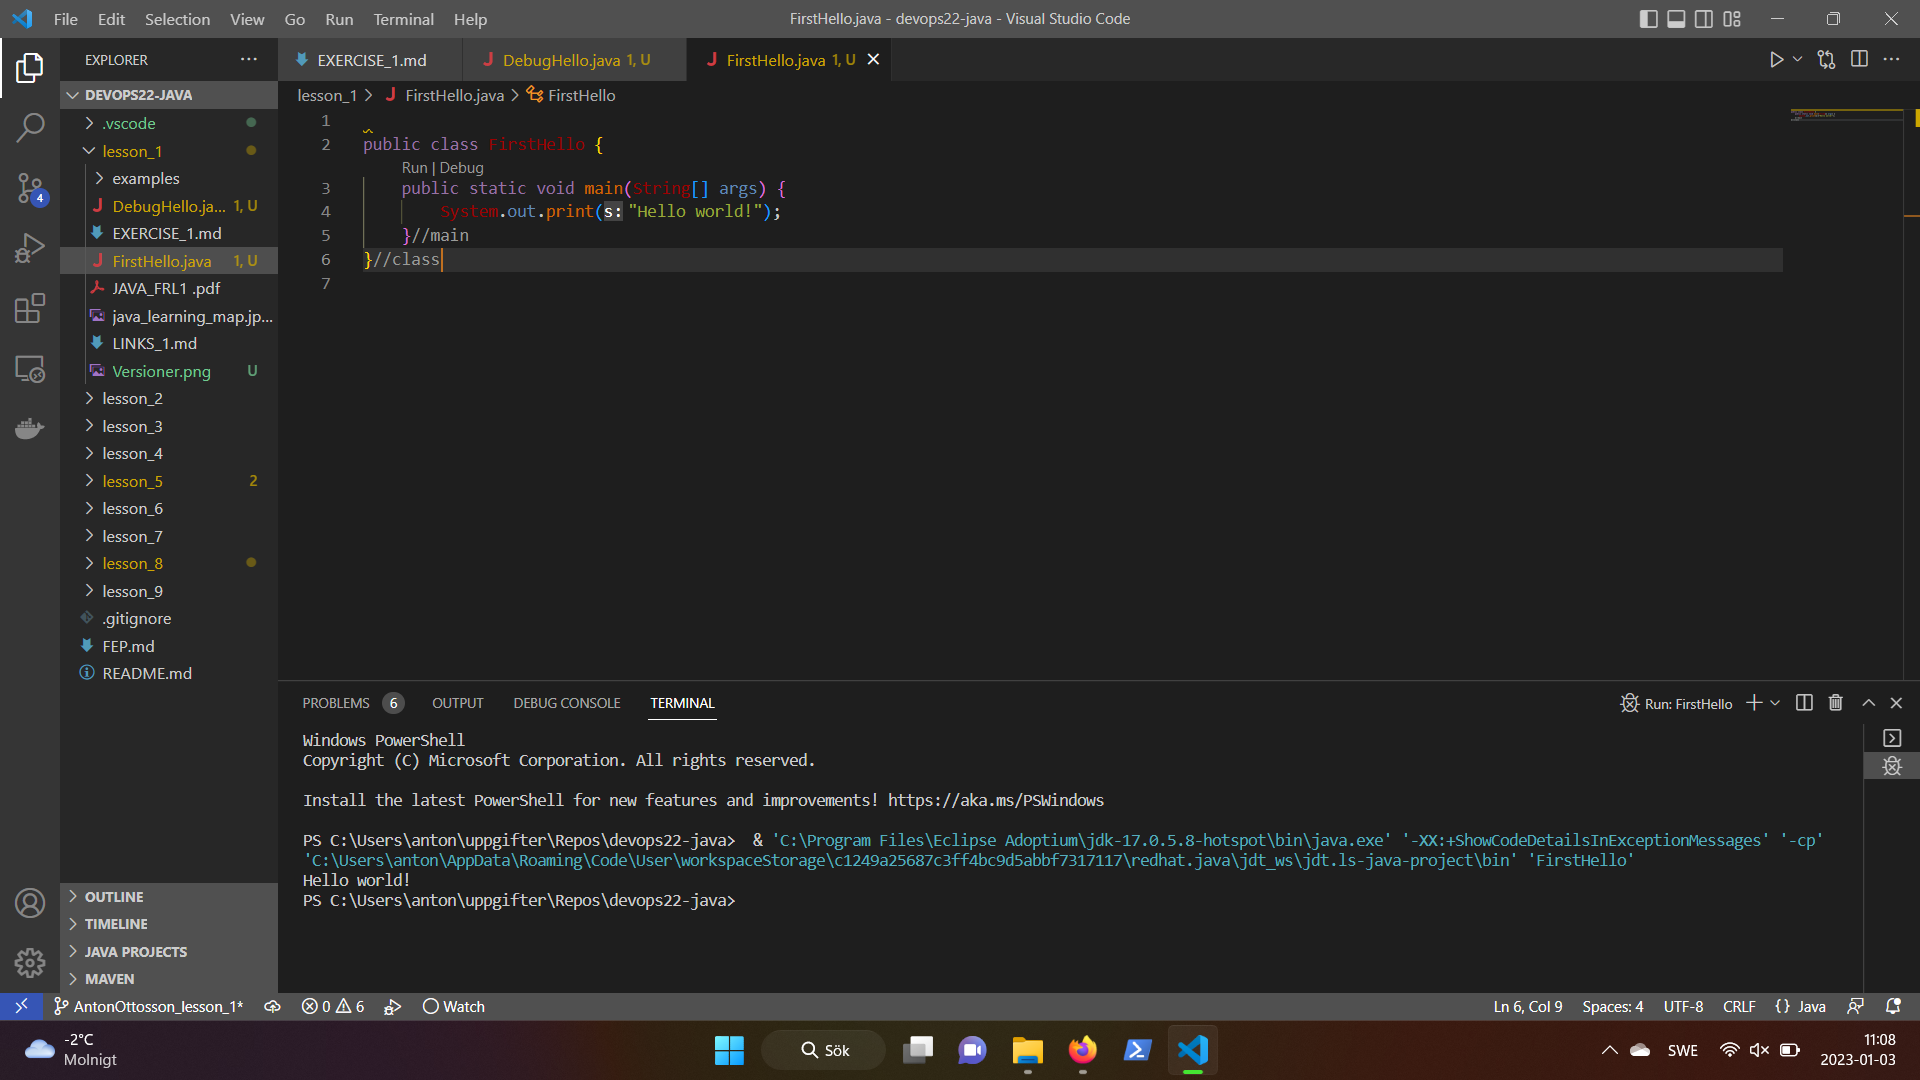 File Edit Selection View Go Run Terminal Help
FirstHello.java - devops22-java - Visual Studio Code
EXPLORER
EXERCISE_1.md
DebugHello.java 1, U
FirstHello.java 1, U
DEVOPS22-JAVA
.vscode
lesson_1
examples
DebugHello.ja... 1, U
EXERCISE_1.md
FirstHello.java 1, U
JAVA_FRL1 .pdf
java_learning_map.jp...
LINKS_1.md
Versioner.png U
lesson_2
lesson_3
lesson_4
lesson_5 2
lesson_6
lesson_7
lesson_8
lesson_9
.gitignore
FEP.md
README.md
OUTLINE
TIMELINE
JAVA PROJECTS
MAVEN
4
lesson_1 > FirstHello.java > FirstHello
1
2 public class FirstHello {
Run | Debug
3 public static void main(String[] args) {
4 System.out.print(s: "Hello world!");
5 }//main
6 }//class
7
PROBLEMS 6 OUTPUT DEBUG CONSOLE TERMINAL
Run: FirstHello
Windows PowerShell
Copyright (C) Microsoft Corporation. All rights reserved.
Install the latest PowerShell for new features and improvements! https://aka.ms/PSWindows
PS C:\Users\anton\uppgifter\Repos\devops22-java>  & 'C:\Program Files\Eclipse Adoptium\jdk-17.0.5.8-hotspot\bin\java.exe' '-XX:+ShowCodeDetailsInExceptionMessages' '-cp'
'C:\Users\anton\AppData\Roaming\Code\User\workspaceStorage\c1249a25687c3ff4bc9d5abbf7317117\redhat.java\jdt_ws\jdt.ls-java-project\bin' 'FirstHello'
Hello world!
PS C:\Users\anton\uppgifter\Repos\devops22-java>
AntonOttosson_lesson_1* 0 6 Watch
Ln 6, Col 9 Spaces: 4 UTF-8 CRLF {} Java
-2°C
Molnigt
Sök
SWE
11:08
2023-01-03